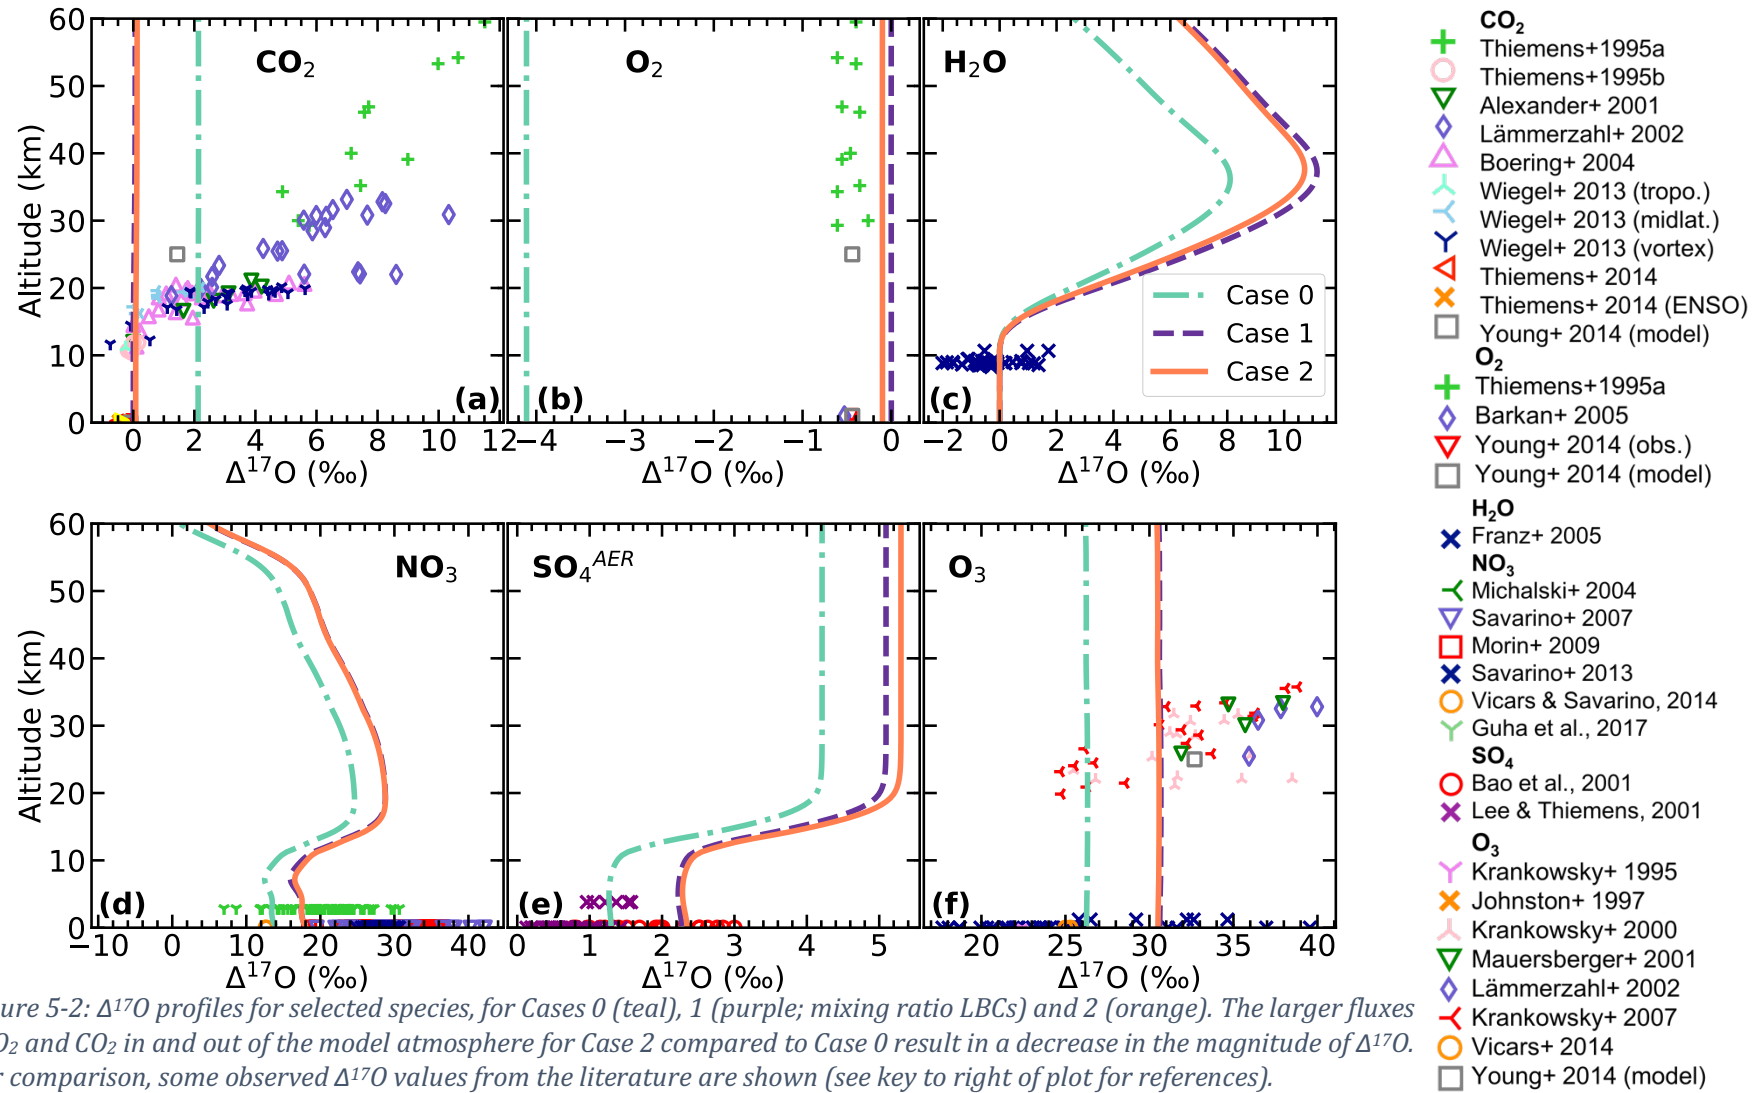 CO2
O2
H2O
60
50
40
30
20
10
0
Altitude (km)
0 2 4 6 8 10 12
−4 −3 −2 −1 0
−2 0 2 4 6 8 10
Δ17O (‰)
Δ17O (‰)
Δ17O (‰)
(a)
(b)
(c)
Case 0
Case 1
Case 2
NO3
SO4AER
O3
60
50
40
30
20
10
0
Altitude (km)
(d)
(e)
(f)
−10 0 10 20 30 40
0 1 2 3 4 5
20 25 30 35 40
Δ17O (‰)
Δ17O (‰)
Δ17O (‰)
CO2
Thiemens+1995a
Thiemens+1995b
Alexander+ 2001
Lämmerzahl+ 2002
Boering+ 2004
Wiegel+ 2013 (tropo.)
Wiegel+ 2013 (midlat.)
Wiegel+ 2013 (vortex)
Thiemens+ 2014
Thiemens+ 2014 (ENSO)
Young+ 2014 (model)
O2
Thiemens+1995a
Barkan+ 2005
Young+ 2014 (obs.)
Young+ 2014 (model)
H2O
Franz+ 2005
NO3
Michalski+ 2004
Savarino+ 2007
Morin+ 2009
Savarino+ 2013
Vicars & Savarino, 2014
Guha et al., 2017
SO4
Bao et al., 2001
Lee & Thiemens, 2001
O3
Krankowsky+ 1995
Johnston+ 1997
Krankowsky+ 2000
Mauersberger+ 2001
Lämmerzahl+ 2002
Krankowsky+ 2007
Vicars+ 2014
Young+ 2014 (model)
ure 5-2: Δ17O profiles for selected species, for Cases 0 (teal), 1 (purple; mixing ratio LBCs) and 2 (orange). The larger fluxes
O2 and CO2 in and out of the model atmosphere for Case 2 compared to Case 0 result in a decrease in the magnitude of Δ17O.
r comparison, some observed Δ17O values from the literature are shown (see key to right of plot for references).